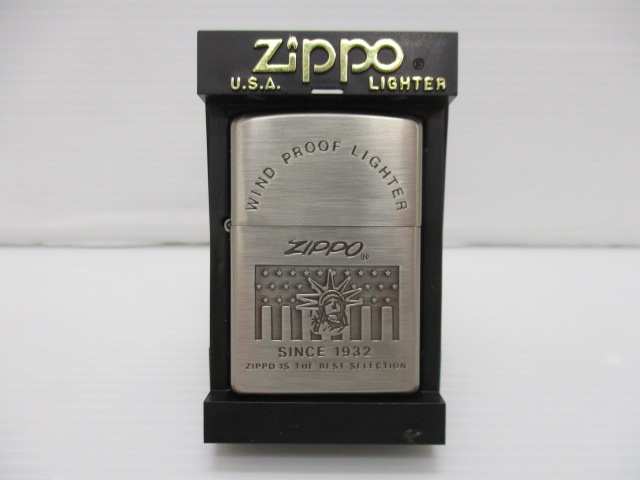 Zippo®
U.S.A. LIGHTER
WIND PROOF LIGHTER
ZIPPO®
SINCE 1932
ZIPPO IS THE BEST SELECTION